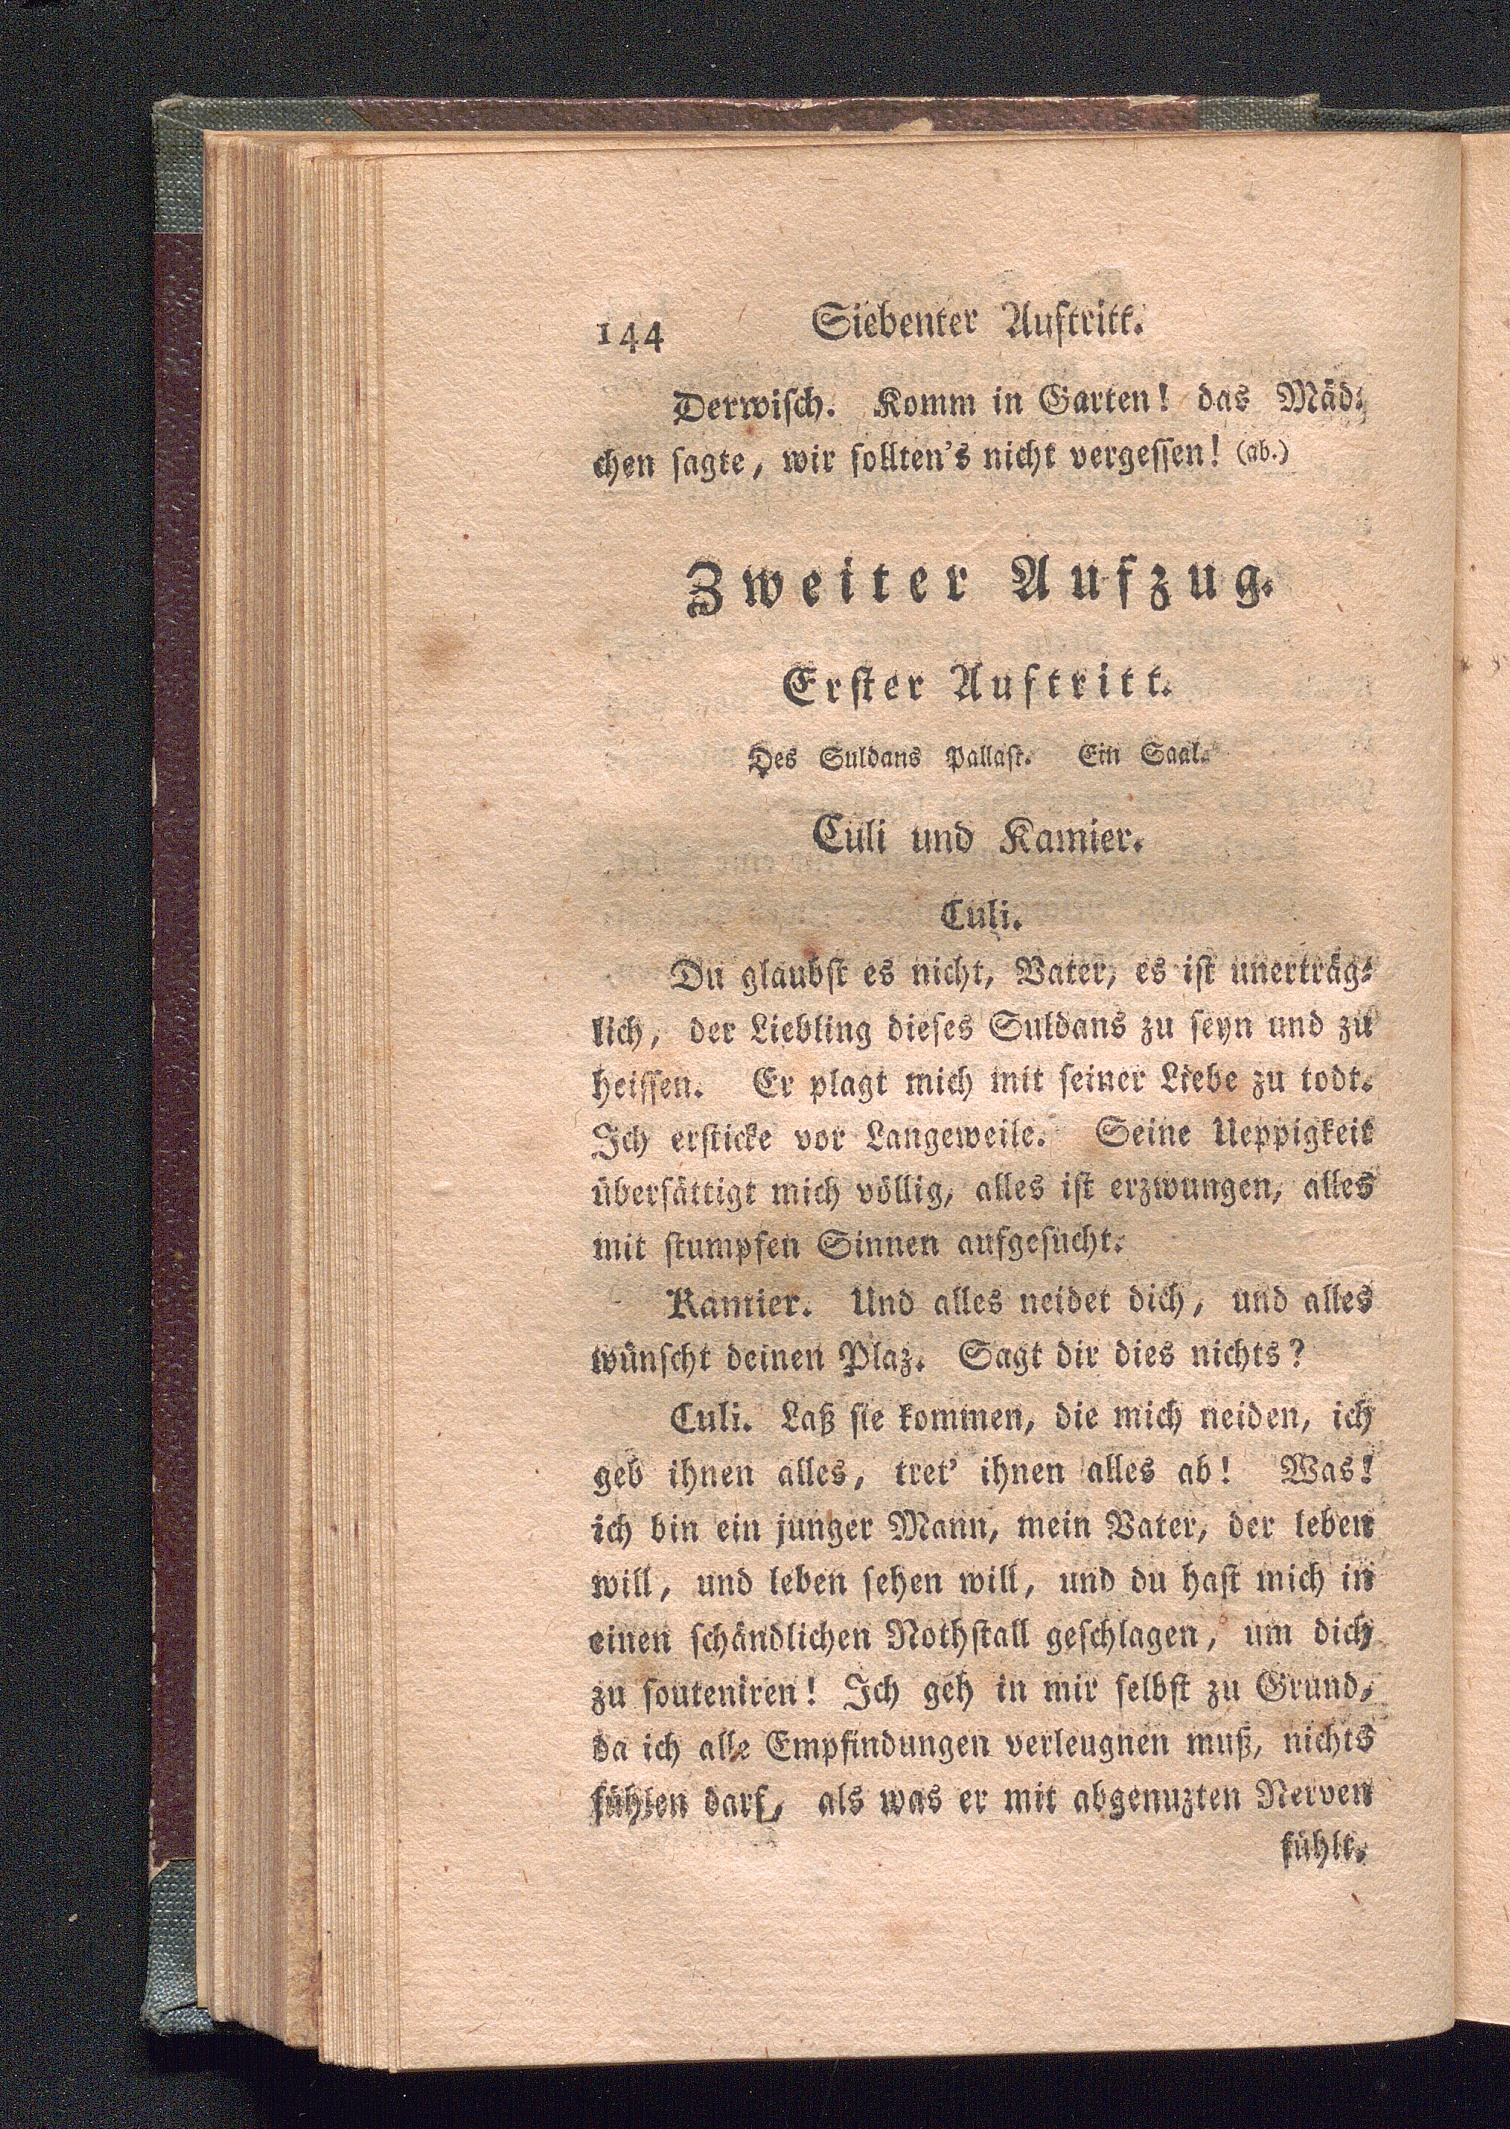 144 Siebenter Auftritt.
Derwisch. Komm in Garten! das Mäd-
chen sagte, wir sollten's nicht vergessen! (ab.)
Zweiter Aufzug.
Erster Auftritt.
Des Suldans Pallast. Ein Saal.
Culi und Kamier.
Culi.
Du glaubst es nicht, Vater, es ist unerträg-
lich, der Liebling dieses Suldans zu seyn und zu
heissen. Er plagt mich mit seiner Liebe zu todt.
Ich ersticke vor Langeweile. Seine Ueppigkeit
übersättigt mich völlig, alles ist erzwungen, alles
mit stumpfen Sinnen aufgesucht.
Kamier. Und alles neidet dich, und alles
wünscht deinen Plaz. Sagt dir dies nichts?
Culi. Laß sie kommen, die mich neiden, ich
geb ihnen alles, tret' ihnen alles ab! Was!
ich bin ein junger Mann, mein Vater, der leben
will, und leben sehen will, und du hast mich in
einen schändlichen Nothstall geschlagen, um dich
zu souteniren! Ich geh in mir selbst zu Grund,
da ich alle Empfindungen verleugnen muß, nichts
fühlen darf, als was er mit abgenuzten Nerven
fühlt.